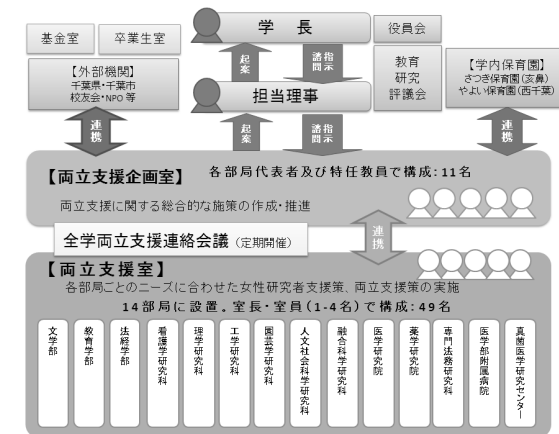 学　長
役員会
基金室
卒業生室
起案
指示
諮問
教育
研究
評議会
【外部機関】
千葉県・千葉市
校友会・NPO 等
担当理事
【学内保育園】
さつき保育園(亥鼻)
やよい保育園(西千葉)
連携
起案
指示
諮問
連携
【両立支援企画室】
各部局代表者及び特任教員で構成:11名
両立支援に関する総合的な施策の作成・推進
全学両立支援連絡会議（定期開催）
連携
【両立支援室】
各部局ごとのニーズに合わせた女性研究者支援策、両立支援策の実施
14部局に設置。室長・室員(1-4名)で構成:49名
文学部
教育学部
法経学部
看護学研究科
理学研究科
工学研究科
園芸学研究科
人文社会科学研究科
融合科学研究科
医学研究院
薬学研究院
専門法務研究科
医学部附属病院
真菌医学研究センター